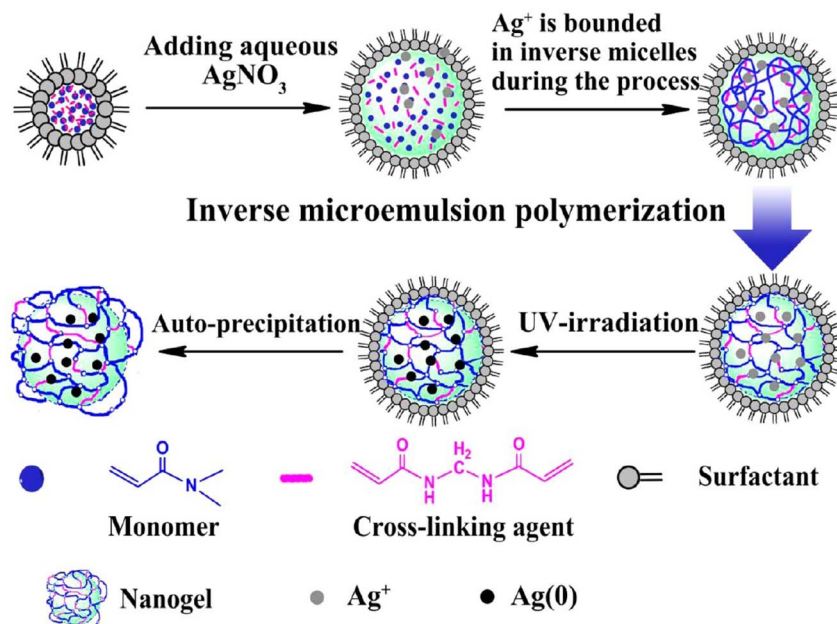 Adding aqueous
AgNO₃
Ag⁺ is bounded
in inverse micelles
during the process
Inverse microemulsion polymerization
Auto-precipitation
UV-irradiation
O
N
Monomer
O
N
H
H₂
C
N
H
O
Cross-linking agent
Surfactant
Nanogel
Ag⁺
Ag(0)